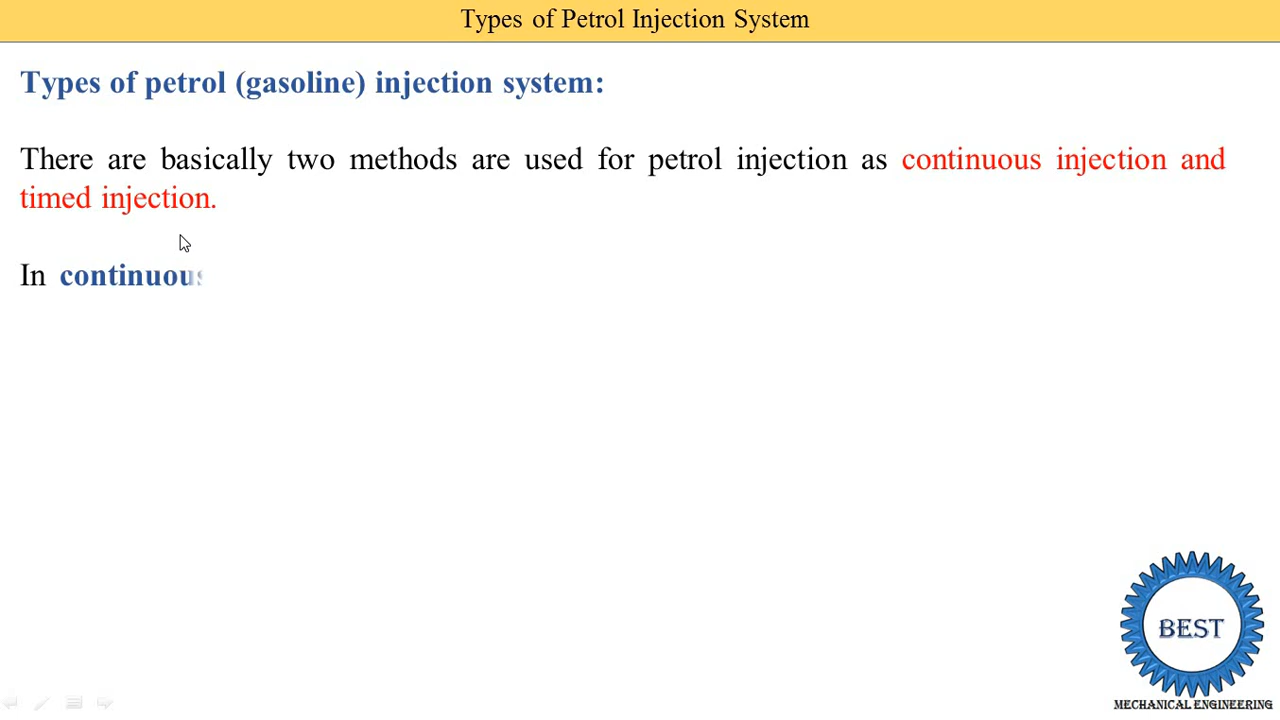 Types of Petrol Injection System
Types of petrol (gasoline) injection system:
There are basically two methods are used for petrol injection as continuous injection and
timed injection.
In continuous
BEST
MECHANICAL ENGINEERING